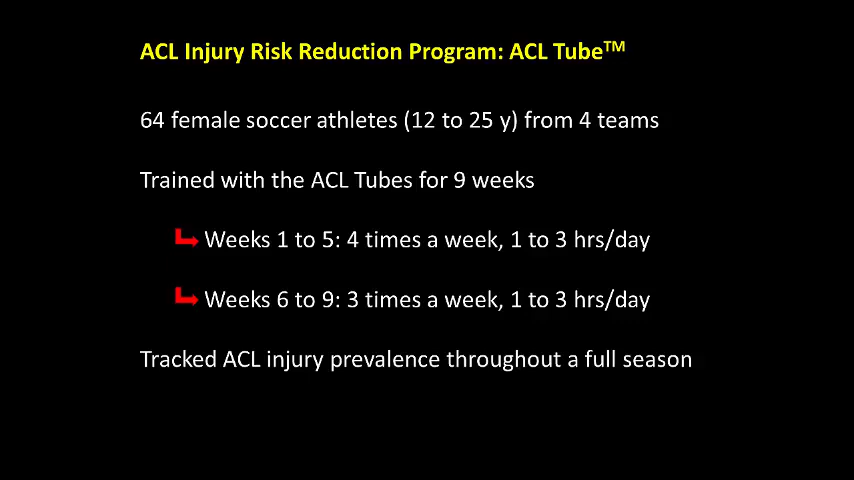 ACL Injury Risk Reduction Program: ACL Tube™
64 female soccer athletes (12 to 25 y) from 4 teams
Trained with the ACL Tubes for 9 weeks
Weeks 1 to 5: 4 times a week, 1 to 3 hrs/day
Weeks 6 to 9: 3 times a week, 1 to 3 hrs/day
Tracked ACL injury prevalence throughout a full season